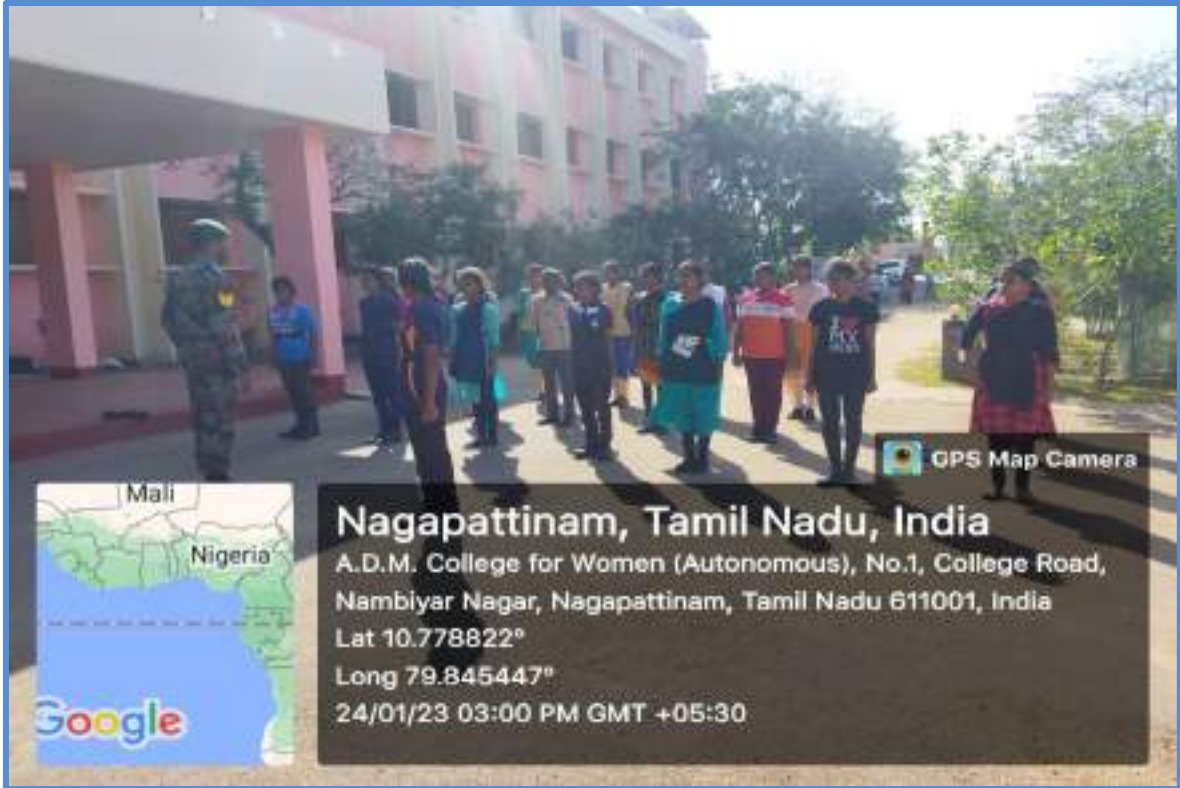 GPS Map Camera
Mali
Nigeria
Google
Nagapattinam, Tamil Nadu, India
A.D.M. College for Women (Autonomous), No.1, College Road,
Nambiyar Nagar, Nagapattinam, Tamil Nadu 611001, India
Lat 10.778822°
Long 79.845447°
24/01/23 03:00 PM GMT +05:30